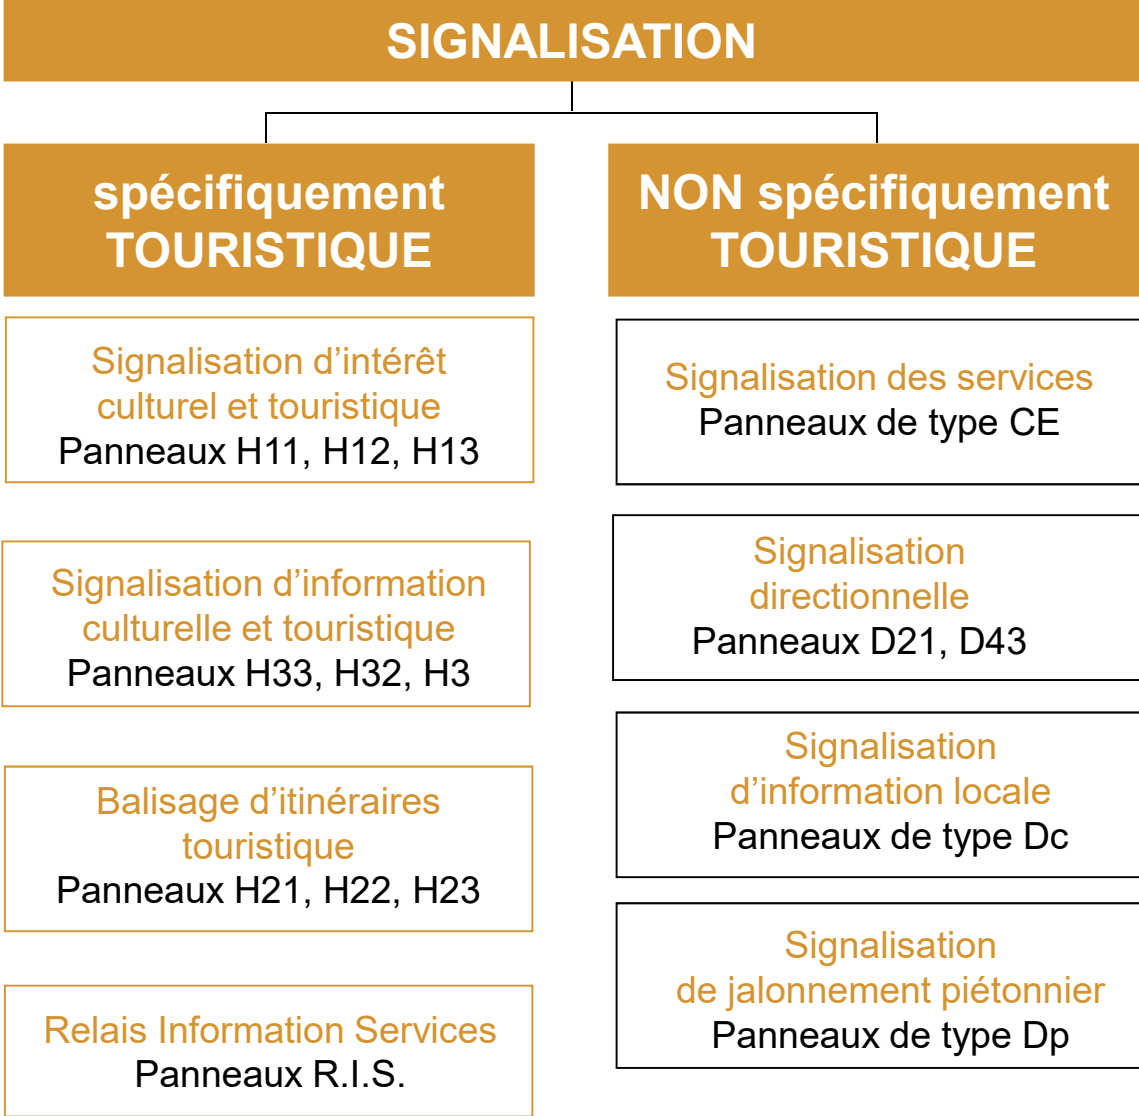 SIGNALISATION
spécifiquement
TOURISTIQUE
Signalisation d’intérêt
culturel et touristique
Panneaux H11, H12, H13
Signalisation d’information
culturelle et touristique
Panneaux H33, H32, H3
Balisage d’itinéraires
touristique
Panneaux H21, H22, H23
Relais Information Services
Panneaux R.I.S.
NON spécifiquement
TOURISTIQUE
Signalisation des services
Panneaux de type CE
Signalisation
directionnelle
Panneaux D21, D43
Signalisation
d’information locale
Panneaux de type Dc
Signalisation
de jalonnement piétonnier
Panneaux de type Dp